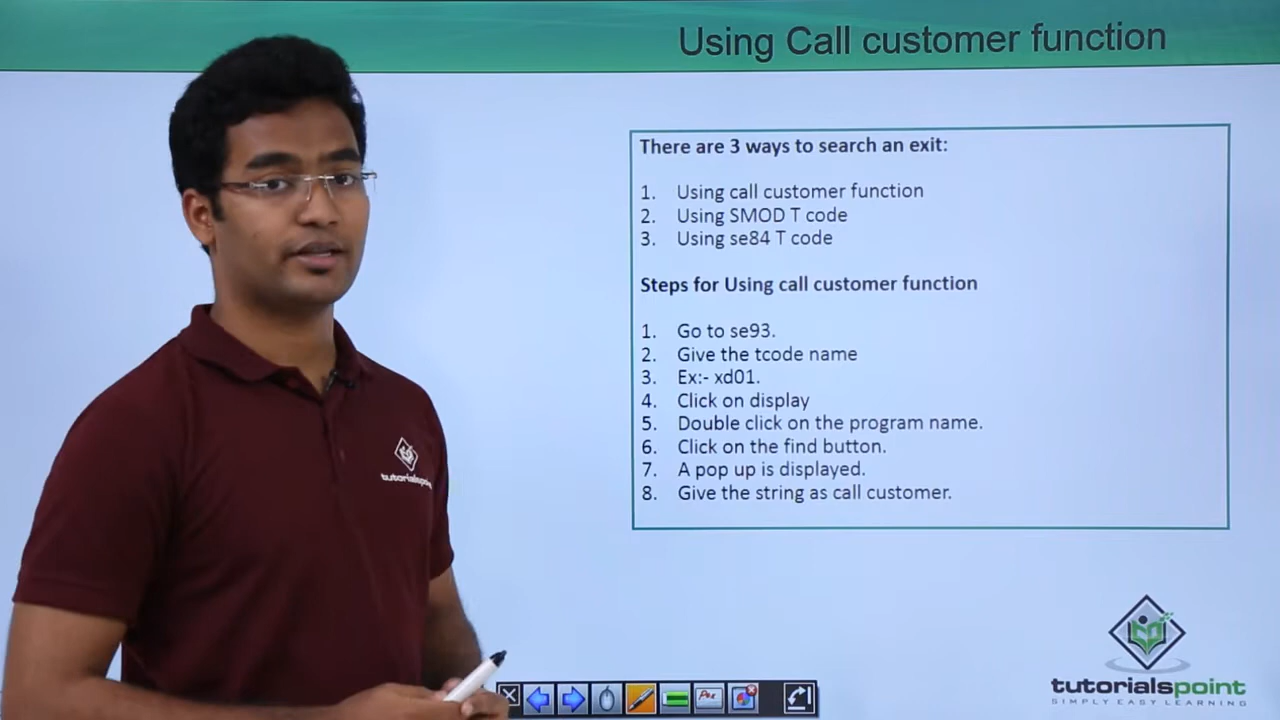 Using Call customer function
There are 3 ways to search an exit:
1. Using call customer function
2. Using SMOD T code
3. Using se84 T code
Steps for Using call customer function
1. Go to se93.
2. Give the tcode name
3. Ex:- xd01.
4. Click on display
5. Double click on the program name.
6. Click on the find button.
7. A pop up is displayed.
8. Give the string as call customer.
tutorialspoint
tutorialspoint
SIMPLY EASY LEARNING